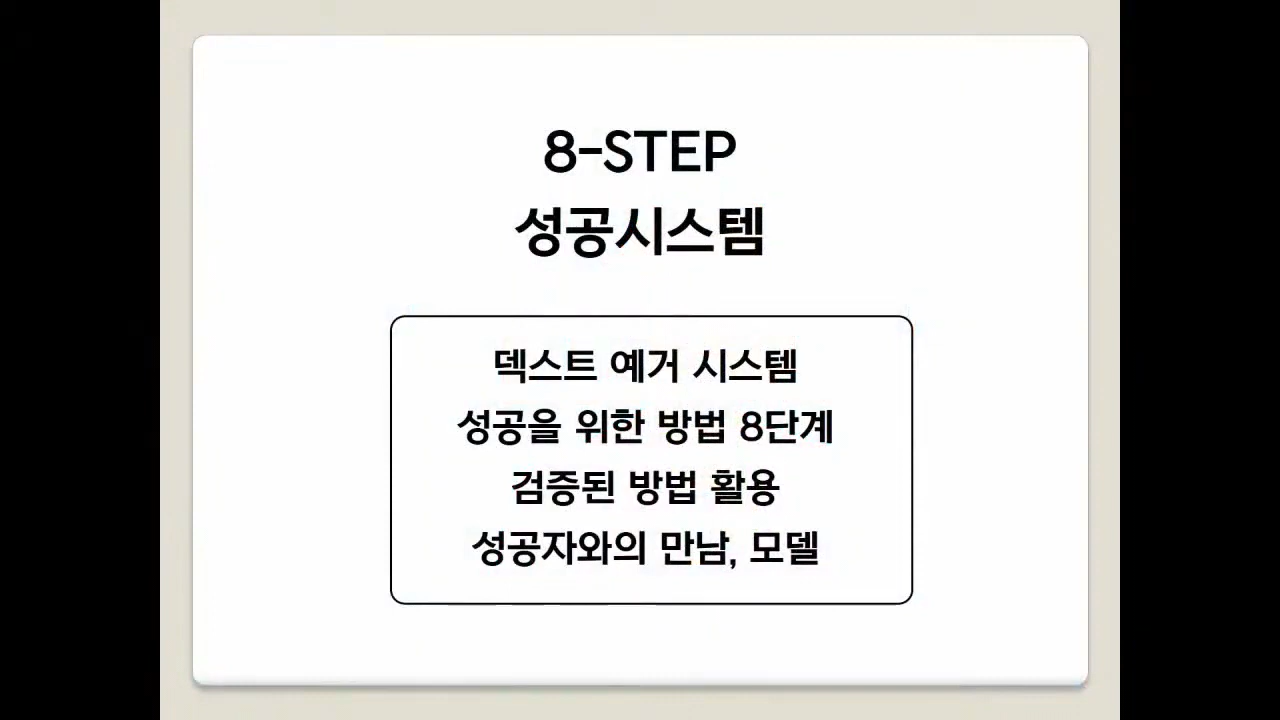 8-STEP
성공시스템
덱스트 예거 시스템
성공을 위한 방법 8단계
검증된 방법 활용
성공자와의 만남, 모델